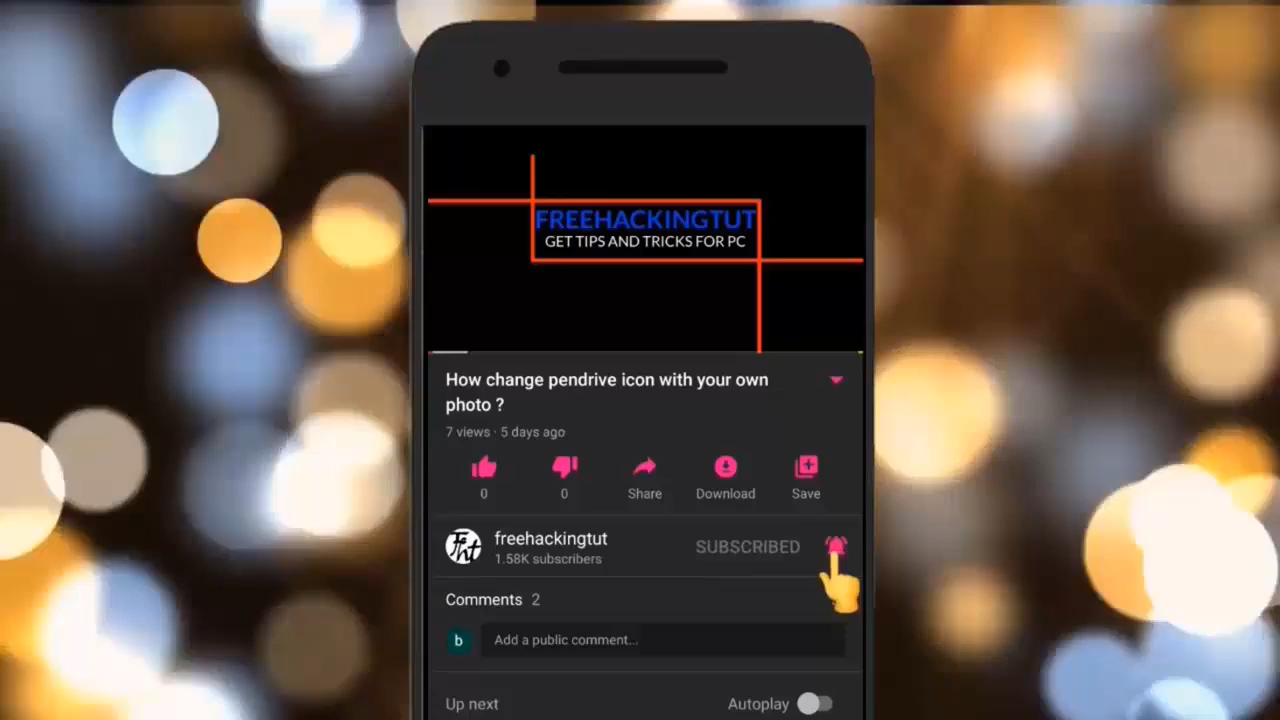 FREEHACKINGTUT
GET TIPS AND TRICKS FOR PC
How change pendrive icon with your own
photo ?
7 views · 5 days ago
0
0
Share
Download
Save
Fht
freehackingtut
1.58K subscribers
SUBSCRIBED
Comments 2
b
Add a public comment...
Up next
Autoplay